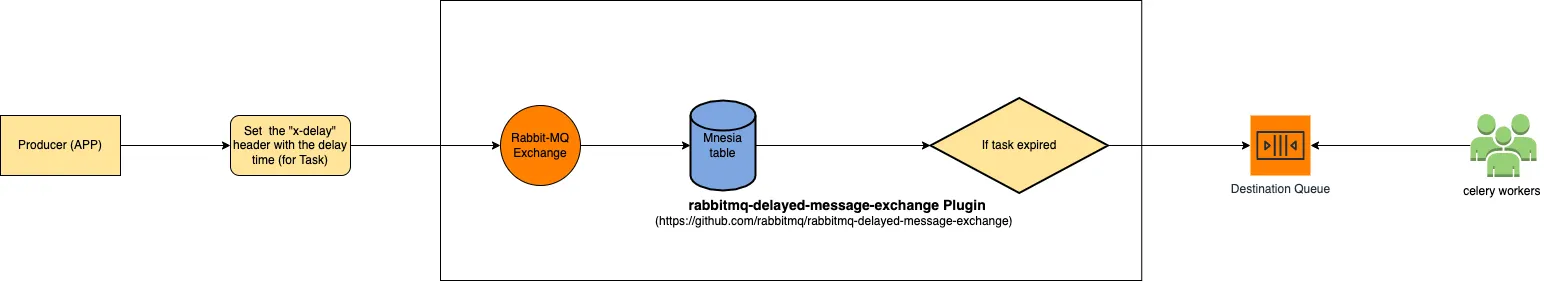 Producer (APP)
Set the "x-delay"
header with the delay
time (for Task)
Rabbit-MQ
Exchange
Mnesia
table
If task expired
rabbitmq-delayed-message-exchange Plugin
(https://github.com/rabbitmq/rabbitmq-delayed-message-exchange)
Destination Queue
celery workers